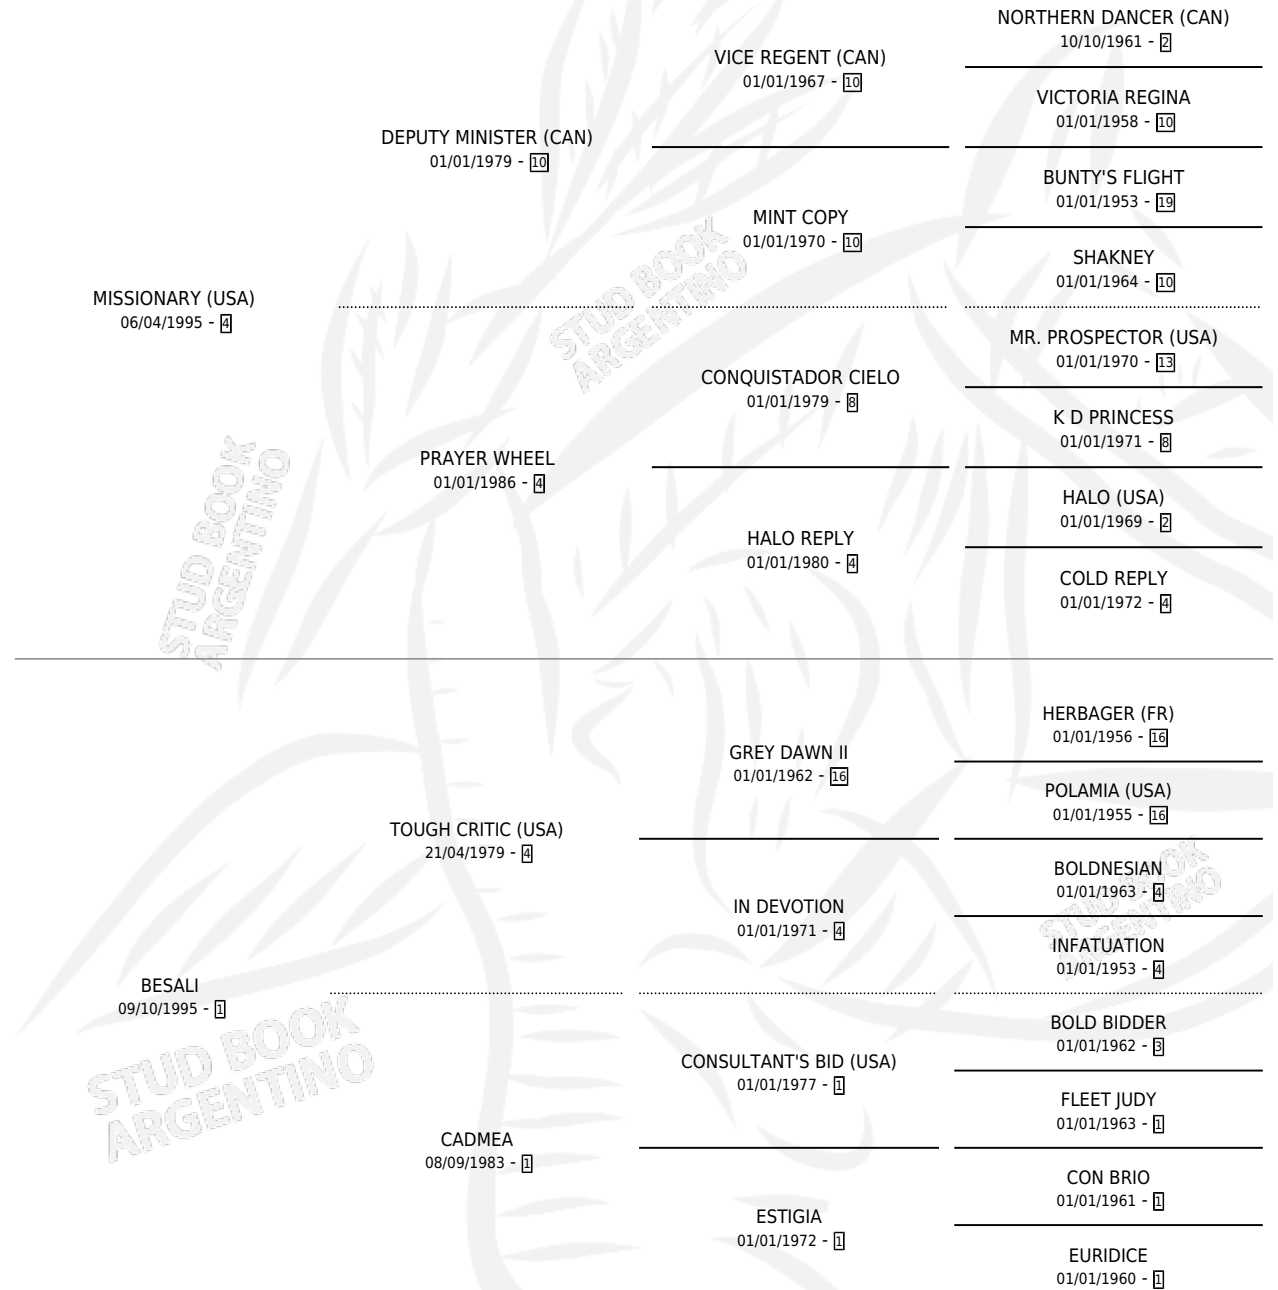 NORTHERN DANCER (CAN)
10/10/1961 - 2
VICE REGENT (CAN)
01/01/1967 - 10
VICTORIA REGINA
01/01/1958 - 10
DEPUTY MINISTER (CAN)
01/01/1979 - 10
BUNTY'S FLIGHT
01/01/1953 - 19
MINT COPY
01/01/1970 - 10
SHAKNEY
01/01/1964 - 10
MISSIONARY (USA)
06/04/1995 - 4
MR. PROSPECTOR (USA)
01/01/1970 - 13
CONQUISTADOR CIELO
01/01/1979 - 8
K D PRINCESS
01/01/1971 - 8
PRAYER WHEEL
01/01/1986 - 4
HALO (USA)
01/01/1969 - 2
HALO REPLY
01/01/1980 - 4
COLD REPLY
01/01/1972 - 4
HERBAGER (FR)
01/01/1956 - 16
GREY DAWN II
01/01/1962 - 16
POLAMIA (USA)
01/01/1955 - 16
TOUGH CRITIC (USA)
21/04/1979 - 4
BOLDNESIAN
01/01/1963 - 4
IN DEVOTION
01/01/1971 - 4
INFATUATION
01/01/1953 - 4
BESALI
09/10/1995 - 1
BOLD BIDDER
01/01/1962 - 3
CONSULTANT'S BID (USA)
01/01/1977 - 1
FLEET JUDY
01/01/1963 - 1
CADMEA
08/09/1983 - 1
CON BRIO
01/01/1961 - 1
ESTIGIA
01/01/1972 - 1
EURIDICE
01/01/1960 - 1
STUD BOOK
ARGENTINO
STUD BOOK
ARGENTINO
STUD BOOK
ARGENTINO
STUD BOOK
ARGENTINO